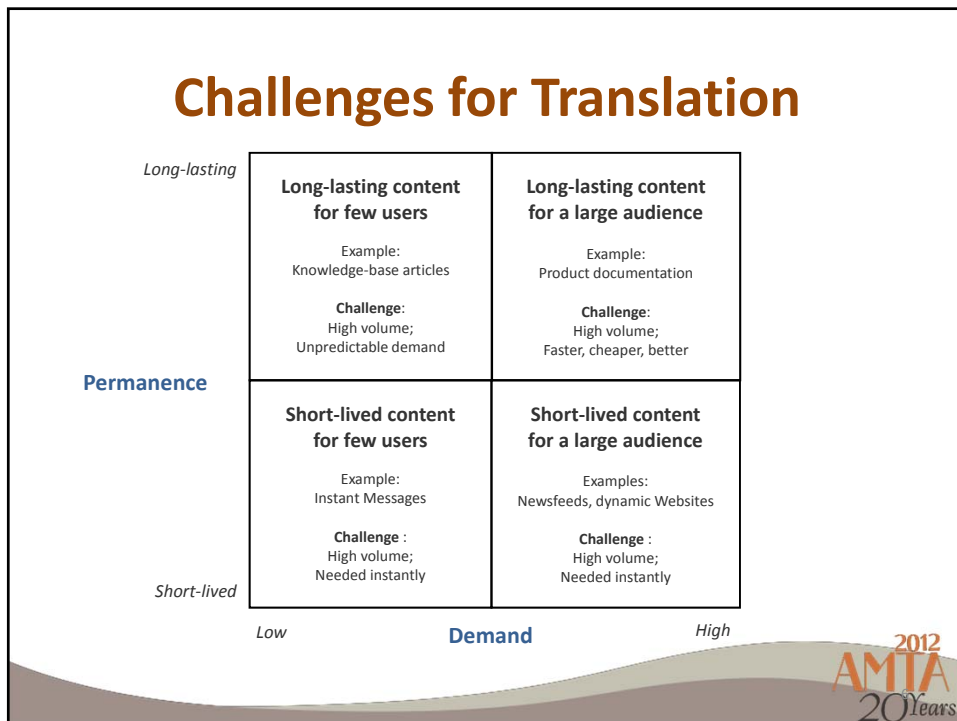 Challenges for Translation
Long-lasting
Long-lasting content
for few users
Example:
Knowledge-base articles
Challenge:
High volume;
Unpredictable demand
Long-lasting content
for a large audience
Example:
Product documentation
Challenge:
High volume;
Faster, cheaper, better
Permanence
Short-lived content
for few users
Example:
Instant Messages
Challenge :
High volume;
Needed instantly
Short-lived content
for a large audience
Examples:
Newsfeeds, dynamic Websites
Challenge :
High volume;
Needed instantly
Short-lived
Low
Demand
High
2012
AMTA
20 Years